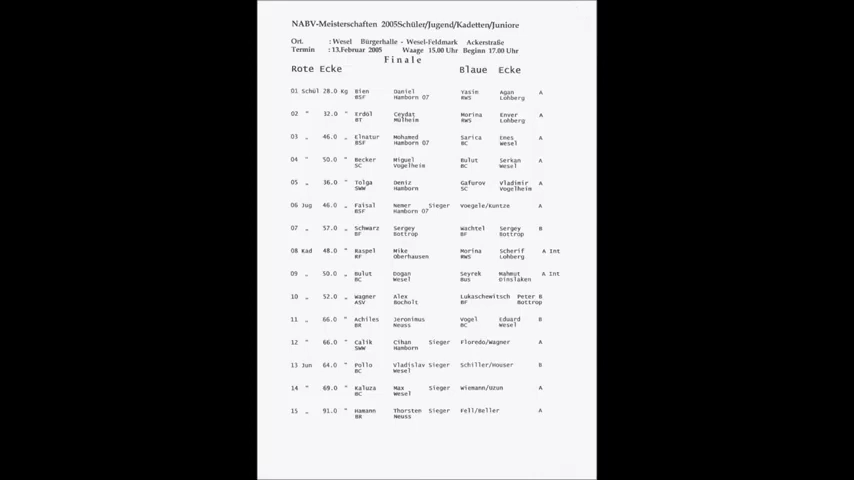 NABV-Meisterschaften 2005Schüler/Jugend/Kadetten/Juniore
Ort. : Wesel Bürgerhalle - Wesel-Feldmark Ackerstraße
Termin : 13.Februar 2005 Waage 15.00 Uhr Beginn 17.00 Uhr
Finale
Rote Ecke Blaue Ecke
01 Schül 28.0 Kg Bien Daniel Yasin Agan A
BSF Hamborn 07 RWS Lohberg
02 " 32.0 " Erdöl Ceydat Morina Enver A
RT Mülheim RWS Lohberg
03 „ 46.0 „ Elnatur Mohamed Sarica Enes A
BSF Hamborn 07 BC Wesel
04 " 50.0 " Becker Miguel Bulut Serkan A
SC Vogelheim BC Wesel
05 „ 36.0 " Tolga Deniz Gafurov Vladimir A
SWW Hamborn SC Vogelheim
06 Jug 46.0 „ Faisal Nemer Sieger Voegele/Kuntze A
BSF Hamborn 07
07 „ 57.0 „ Schwarz Sergey Wachtel Sergey B
BF Bottrop BF Bottrop
08 Kad 48.0 " Kaspel Mike Morina Scherif A Int
RF Oberhausen RWS Lohberg
09 „ 50.0 „ Bulut Dogan Seyrek Mahmut A Int
BC Wesel Bus Dinslaken
10 „ 52.0 „ Wagner Alex Lukaschewitsch Peter B
ASV Bocholt BF Bottrop
11 „ 66.0 " Achiles Jeronimus Vogel Eduard B
BR Neuss BC Wesel
12 " 66.0 " Calik Cihan Sieger Floredo/Wagner A
SWW Hamborn
13 Jun 64.0 " Pollo Vladislav Sieger Schiller/Houser B
BC Wesel
14 " 69.0 " Kaluza Max Sieger Wiemann/Uzun A
BC Wesel
15 „ 91.0 " Hamann Thorsten Sieger Fell/Beller A
BR Neuss